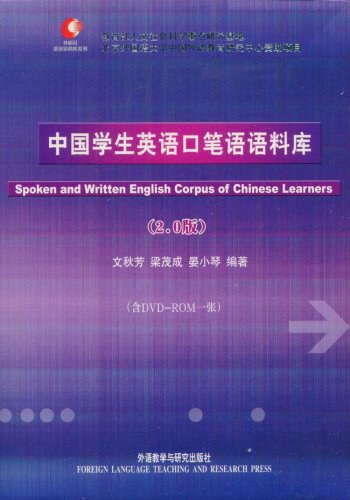 中国学生英语口笔语语料库
Spoken and Written English Corpus of Chinese Learners
(2.0版)
文秋芳 梁茂成 晏小琴 编著
(含DVD-ROM一张)
外语教学与研究出版社
FOREIGN LANGUAGE TEACHING AND RESEARCH PRESS